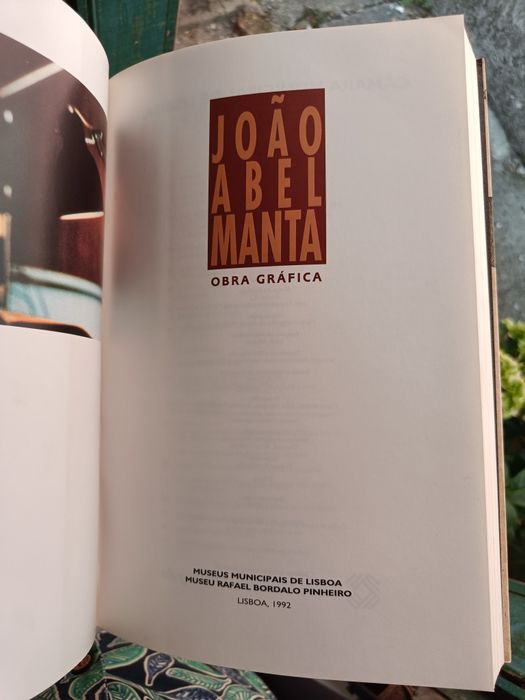 JOÃO
ABEL
MANTA
OBRA GRÁFICA
MUSEUS MUNICIPAIS DE LISBOA
MUSEU RAFAEL BORDALO PINHEIRO
LISBOA, 1992